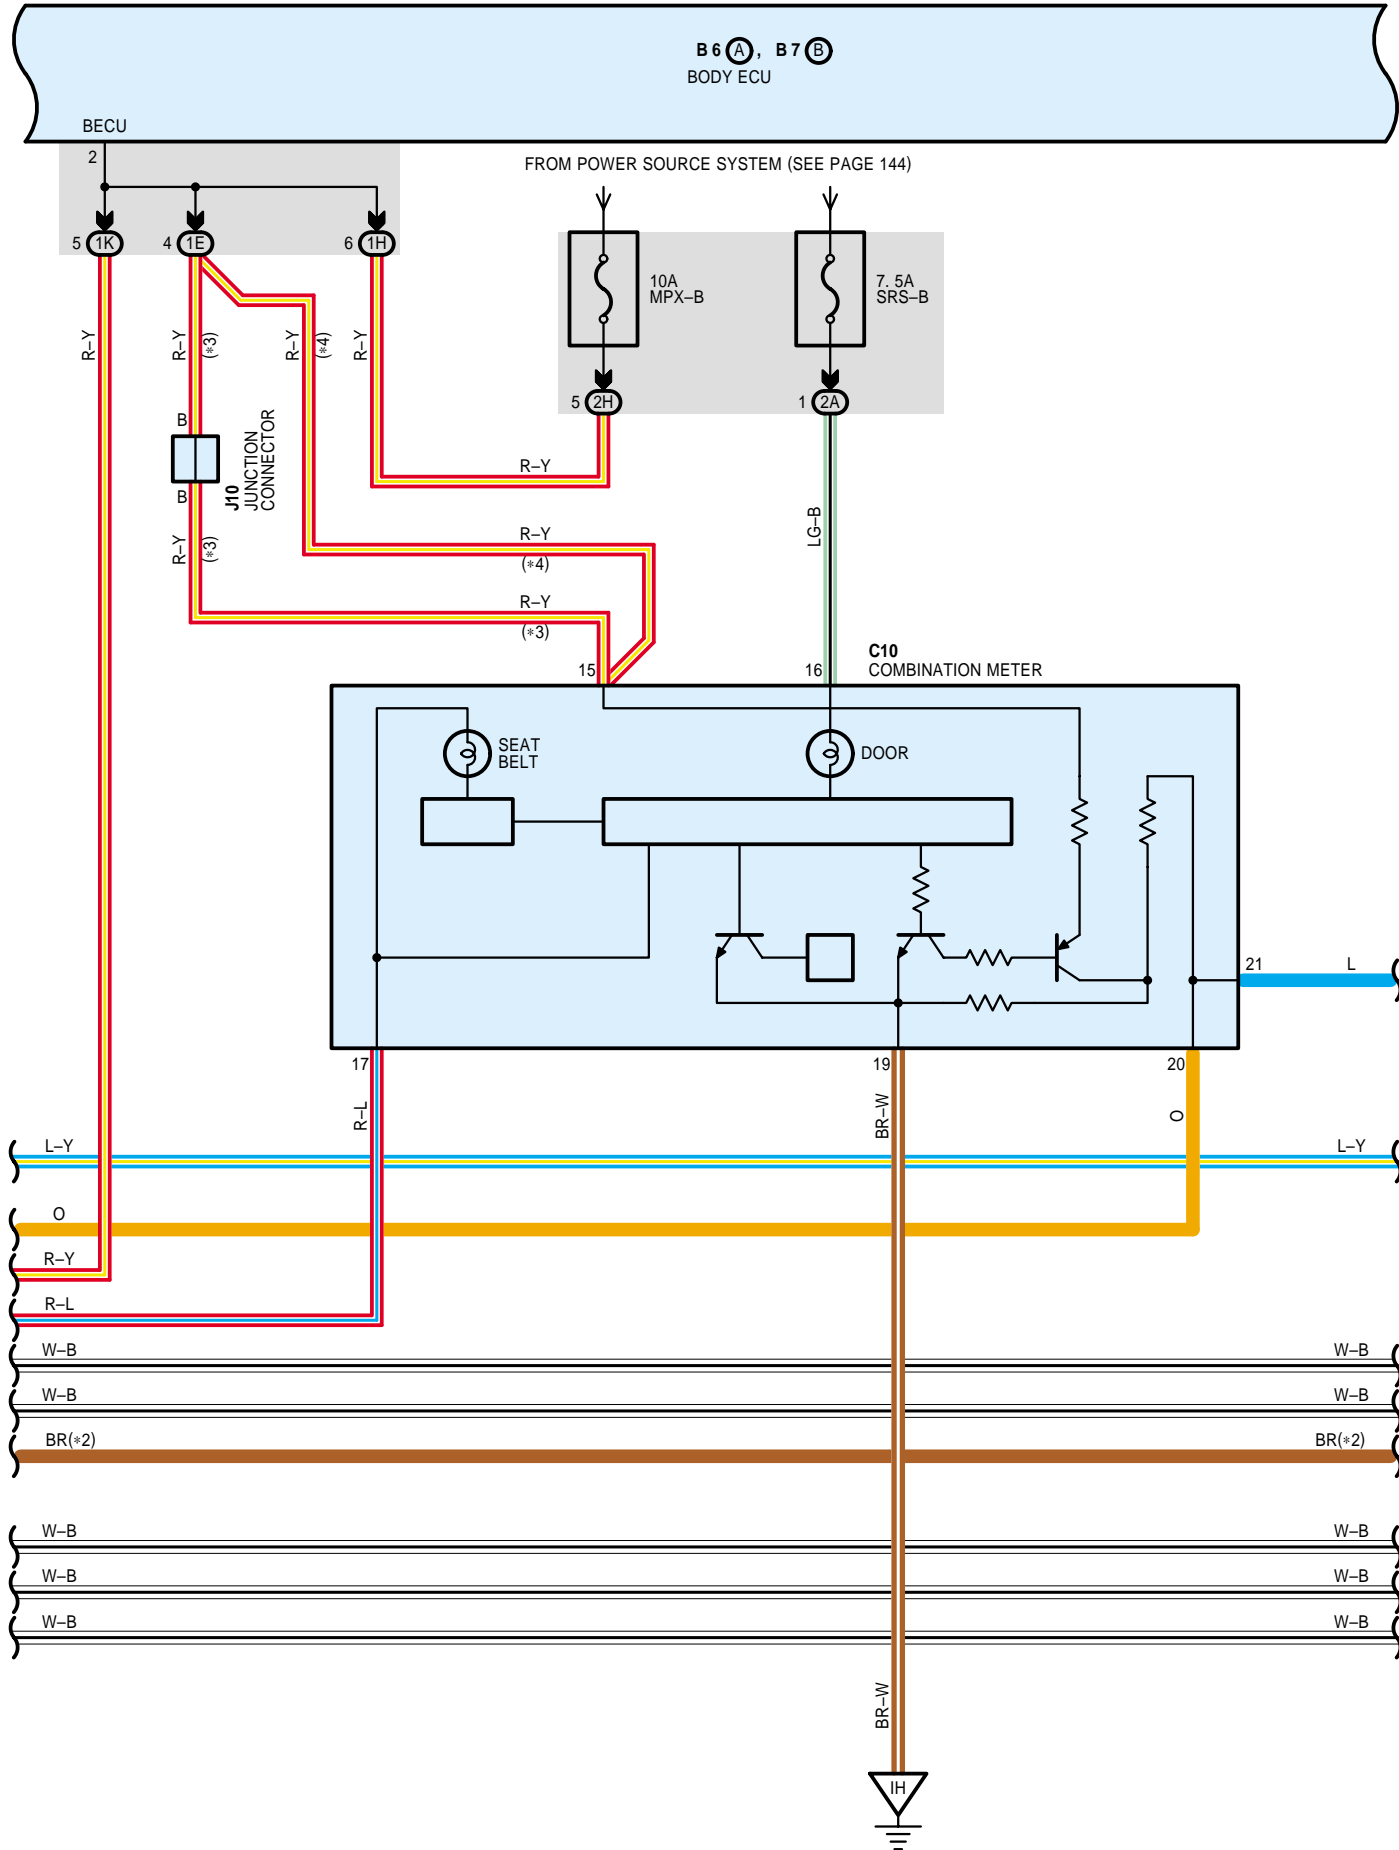 B 6 A , B 7 B
BODY ECU
BECU
2
FROM POWER SOURCE SYSTEM (SEE PAGE 144)
5 1K
4 1E
6 1H
10A
MPX–B
7. 5A
SRS–B
R–Y
R–Y
(∗3)
R–Y
(∗4)
R–Y
5 2H
1 2A
B
J10
JUNCTION
CONNECTOR
B
R–Y
LG–B
R–Y
(∗3)
R–Y
(∗4)
R–Y
(∗3)
C10
COMBINATION METER
15
16
SEAT
BELT
DOOR
21
L
17
19
20
R–L
BR–W
O
L–Y
L–Y
O
R–Y
R–L
W–B
W–B
W–B
W–B
BR(∗2)
BR(∗2)
W–B
W–B
W–B
W–B
W–B
W–B
BR–W
IH